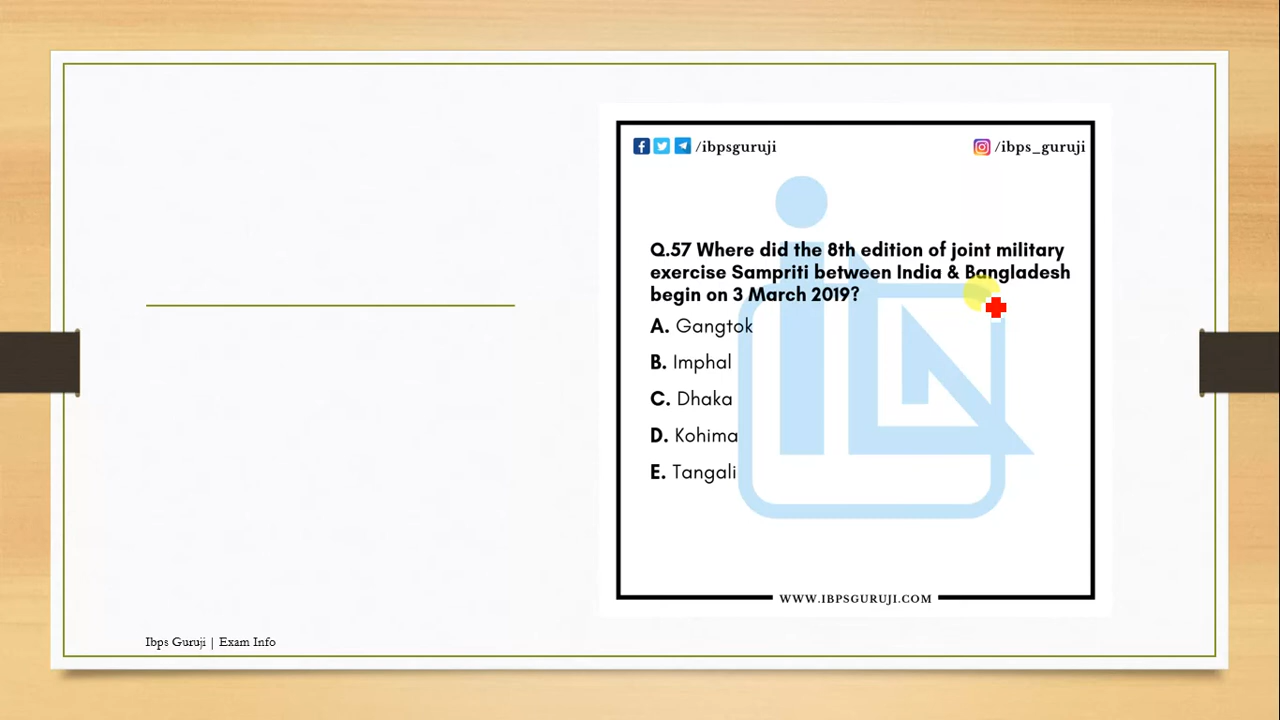 /ibpsguruji
/ibps_guruji
Q.57 Where did the 8th edition of joint military
exercise Sampriti between India & Bangladesh
begin on 3 March 2019?
A. Gangtok
B. Imphal
C. Dhaka
D. Kohima
E. Tangali
WWW.IBPSGURUJI.COM
Ibps Guruji | Exam Info